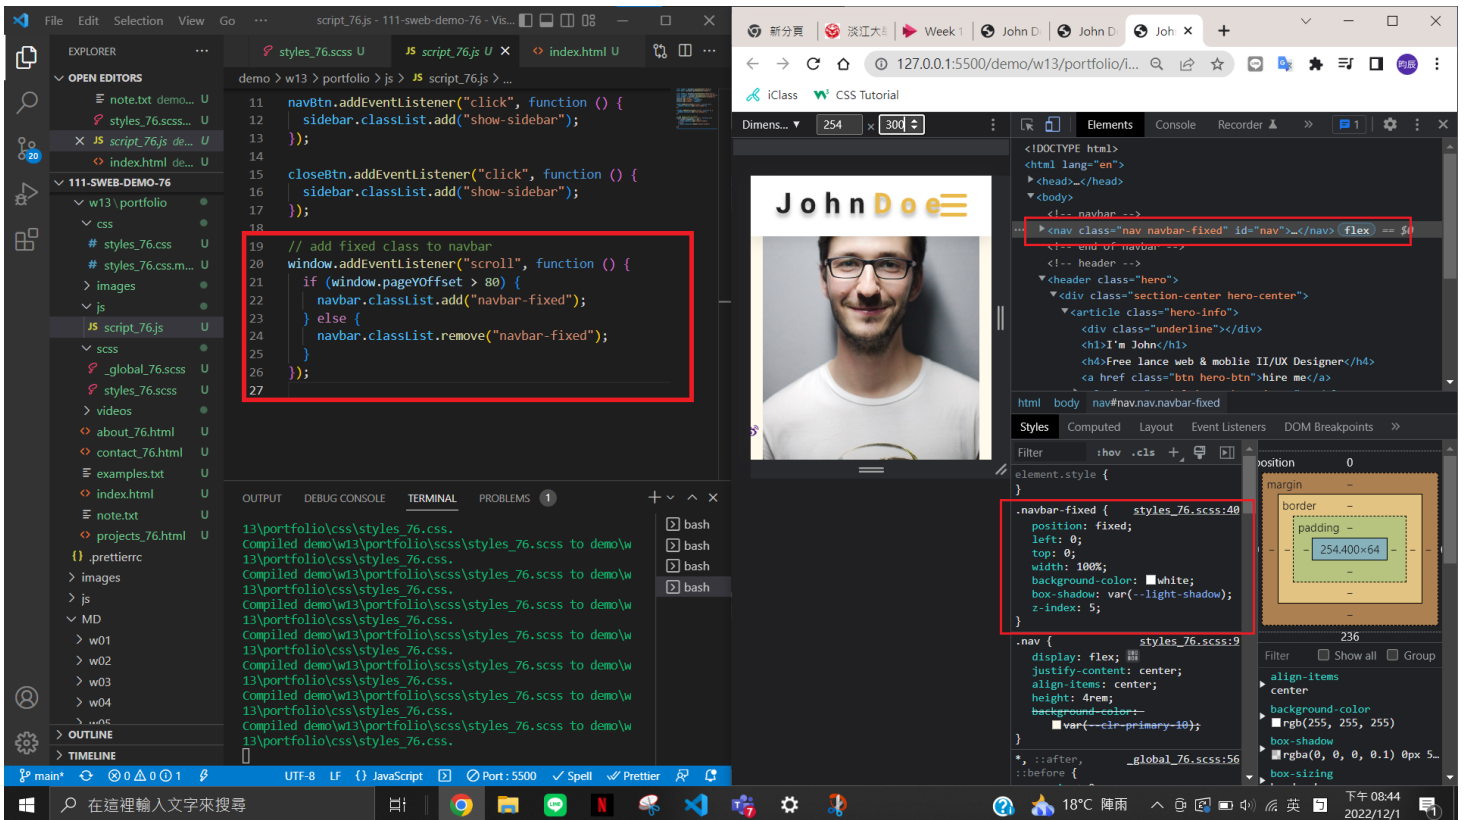 File Edit Selection View Go ··· script_76.js - 111-sweb-demo-76 - Vis...
EXPLORER
OPEN EDITORS
note.txt demo... U
styles_76.scss... U
JS script_76.js de... U
index.html de... U
111-SWEB-DEMO-76
w13 \ portfolio
css
# styles_76.css U
# styles_76.css.m... U
images
js
JS script_76.js U
scss
_global_76.scss U
styles_76.scss U
videos
about_76.html U
contact_76.html U
examples.txt U
index.html U
note.txt U
projects_76.html U
{} .prettierrc
images
js
MD
w01
w02
w03
w04
w05
OUTLINE
TIMELINE
20
styles_76.scss U JS script_76.js U index.html U
demo > w13 > portfolio > js > JS script_76.js > ...
11 navBtn.addEventListener("click", function () {
12 sidebar.classList.add("show-sidebar");
13 });
14
15 closeBtn.addEventListener("click", function () {
16 sidebar.classList.add("show-sidebar");
17 });
18
19 // add fixed class to navbar
20 window.addEventListener("scroll", function () {
21 if (window.pageYOffset > 80) {
22 navbar.classList.add("navbar-fixed");
23 } else {
24 navbar.classList.remove("navbar-fixed");
25 }
26 });
27
OUTPUT DEBUG CONSOLE TERMINAL PROBLEMS 1
13\portfolio\css\styles_76.css.
Compiled demo\w13\portfolio\scss\styles_76.scss to demo\w
13\portfolio\css\styles_76.css.
Compiled demo\w13\portfolio\scss\styles_76.scss to demo\w
13\portfolio\css\styles_76.css.
Compiled demo\w13\portfolio\scss\styles_76.scss to demo\w
13\portfolio\css\styles_76.css.
Compiled demo\w13\portfolio\scss\styles_76.scss to demo\w
13\portfolio\css\styles_76.css.
Compiled demo\w13\portfolio\scss\styles_76.scss to demo\w
13\portfolio\css\styles_76.css.
Compiled demo\w13\portfolio\scss\styles_76.scss to demo\w
13\portfolio\css\styles_76.css.
Compiled demo\w13\portfolio\scss\styles_76.scss to demo\w
13\portfolio\css\styles_76.css.
bash
bash
bash
bash
main* 0 0 1 UTF-8 LF {} JavaScript Port : 5500 Spell Prettier
新分頁 淡江大 Week 1 John D John D Joh
127.0.0.1:5500/demo/w13/portfolio/i... 昀辰
iClass CSS Tutorial
Dimens... 254 × 300
JohnDoe
Elements Console Recorder 1
<!DOCTYPE html>
<html lang="en">
<head>…</head>
<body>
<!-- navbar -->
<nav class="nav navbar-fixed" id="nav">…</nav> flex == $0
<!-- end of navbar -->
<!-- header -->
<header class="hero">
<div class="section-center hero-center">
<article class="hero-info">
<div class="underline"></div>
<h1>I'm John</h1>
<h4>Free lance web & moblie II/UX Designer</h4>
<a href class="btn hero-btn">hire me</a>
html body nav#nav.nav.navbar-fixed
Styles Computed Layout Event Listeners DOM Breakpoints
Filter :hov .cls
element.style {
}
.navbar-fixed { styles_76.scss:40
position: fixed;
left: 0;
top: 0;
width: 100%;
background-color: white;
box-shadow: var(--light-shadow);
z-index: 5;
}
.nav { styles_76.scss:9
display: flex;
justify-content: center;
align-items: center;
height: 4rem;
background-color:
var(--clr-primary-10);
}
*, ::after, _global_76.scss:56
::before {
position 0
margin -
border -
padding -
254.400×64
-
-
-
236
Filter Show all Group
align-items
center
background-color
rgb(255, 255, 255)
box-shadow
rgba(0, 0, 0, 0.1) 0px 5...
box-sizing
在這裡輸入文字來搜尋
7
18°C 陣雨 英
下午 08:44
2022/12/1
1